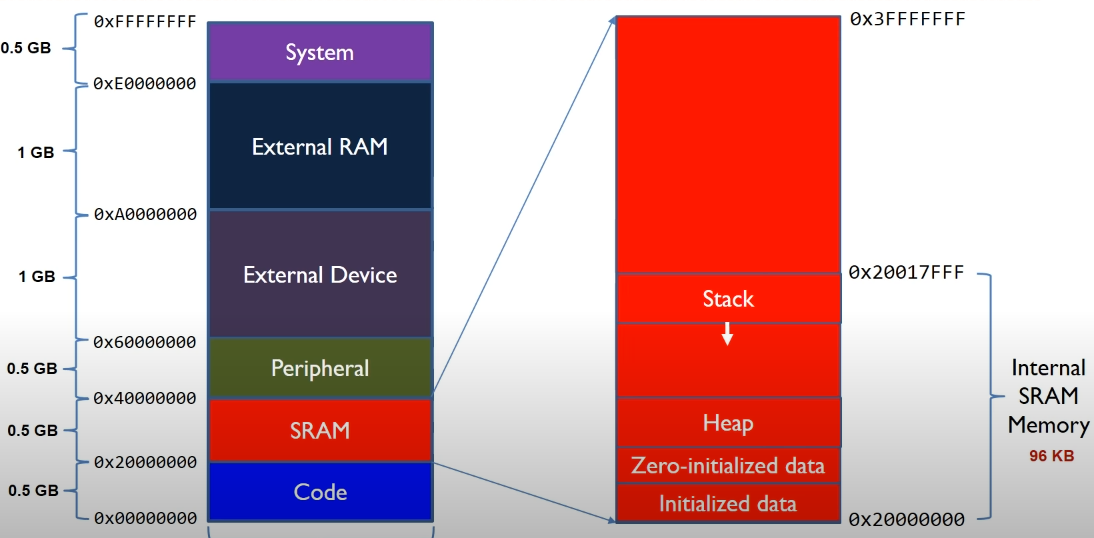 0xFFFFFFFF
0.5 GB
System
0xE0000000
1 GB
External RAM
0xA0000000
1 GB
External Device
0x60000000
0.5 GB
Peripheral
0x40000000
0.5 GB
SRAM
0x20000000
0.5 GB
Code
0x00000000
0x3FFFFFFF
0x20017FFF
Stack
Heap
Zero-initialized data
Initialized data
0x20000000
Internal
SRAM
Memory
96 KB